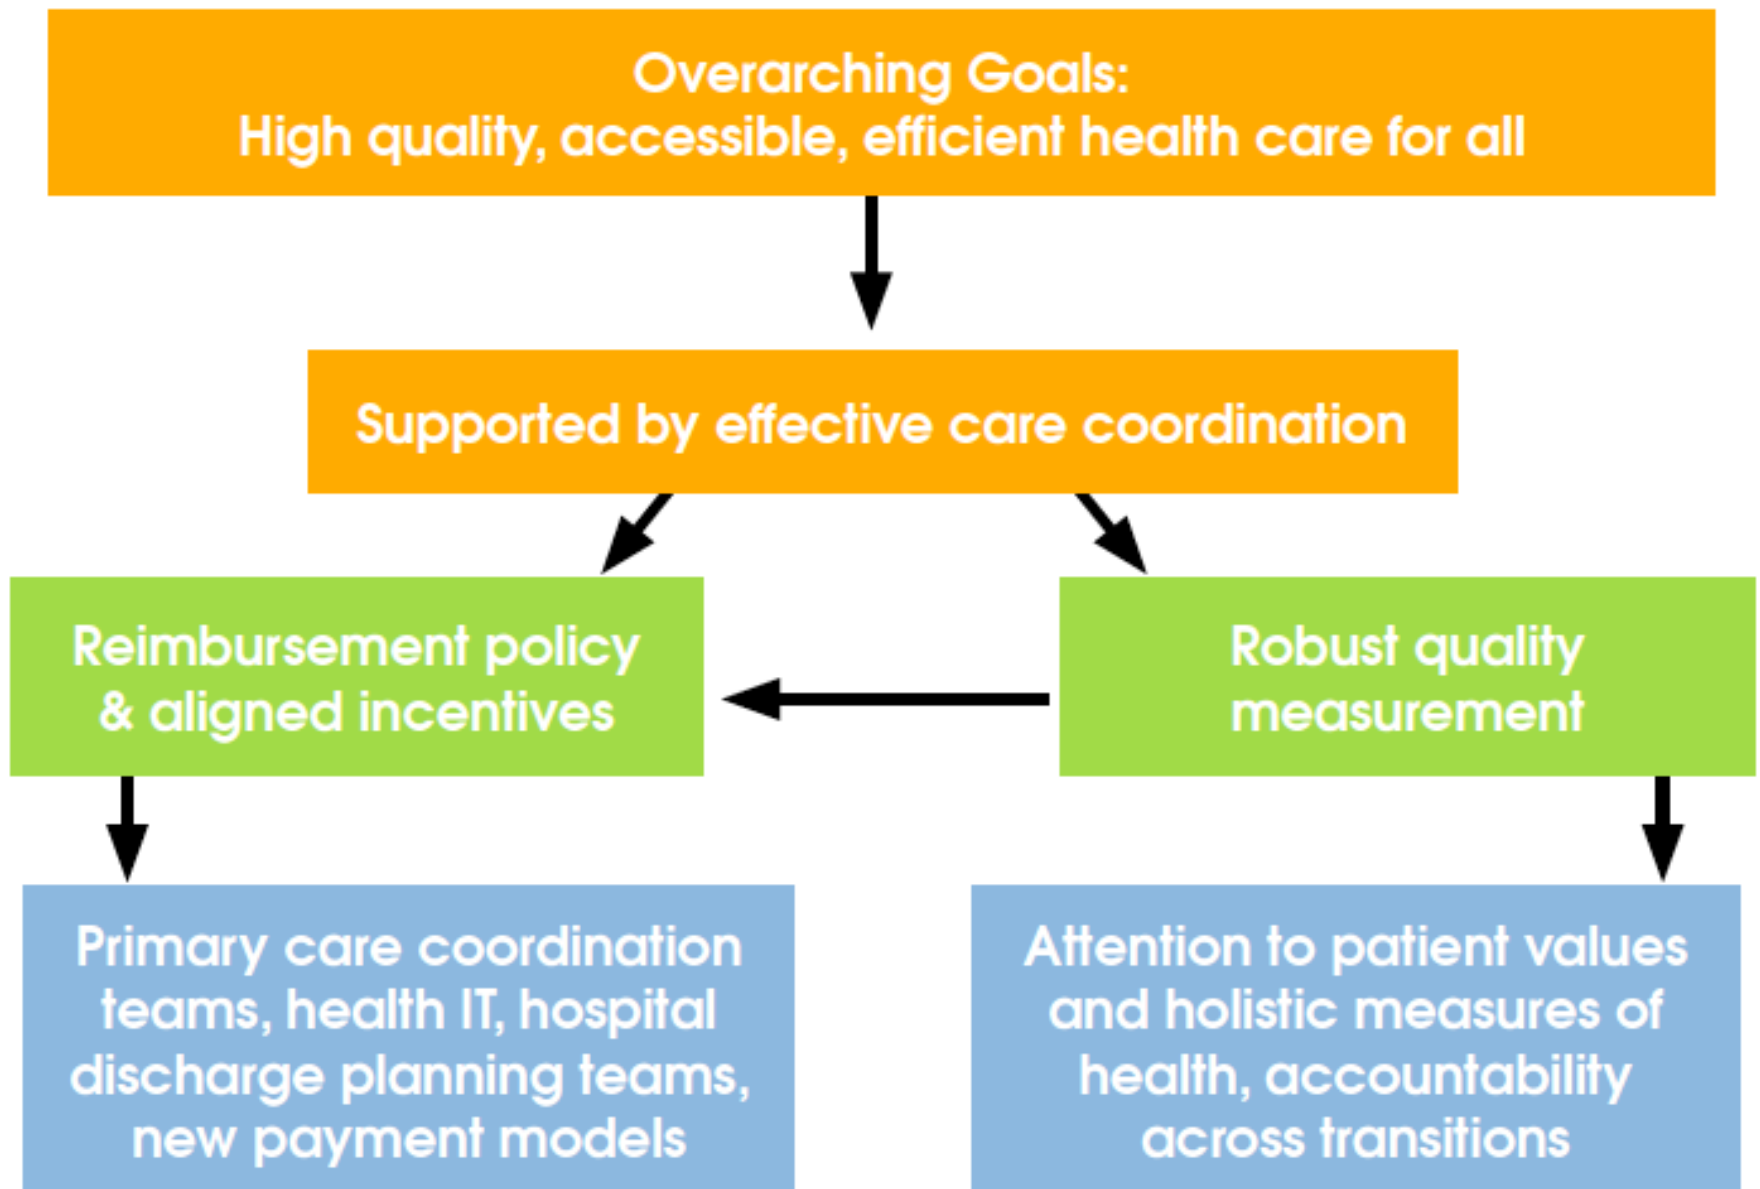 Overarching Goals:
High quality, accessible, efficient health care for all
Supported by effective care coordination
Reimbursement policy
& aligned incentives
Robust quality
measurement
Primary care coordination
teams, health IT, hospital
discharge planning teams,
new payment models
Attention to patient values
and holistic measures of
health, accountability
across transitions